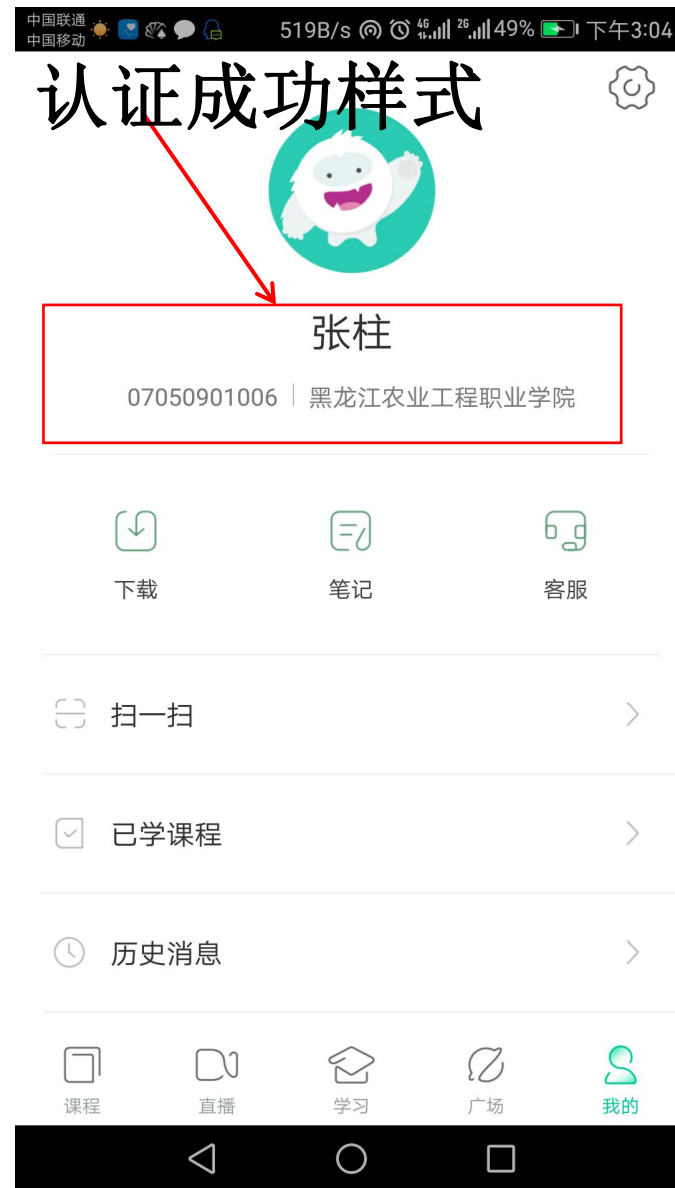 中国联通
中国移动
519B/s 4G 2G 49% 下午3:04
认证成功样式
张柱
07050901006 黑龙江农业工程职业学院
下载 笔记 客服
扫一扫
已学课程
历史消息
课程 直播 学习 广场 我的